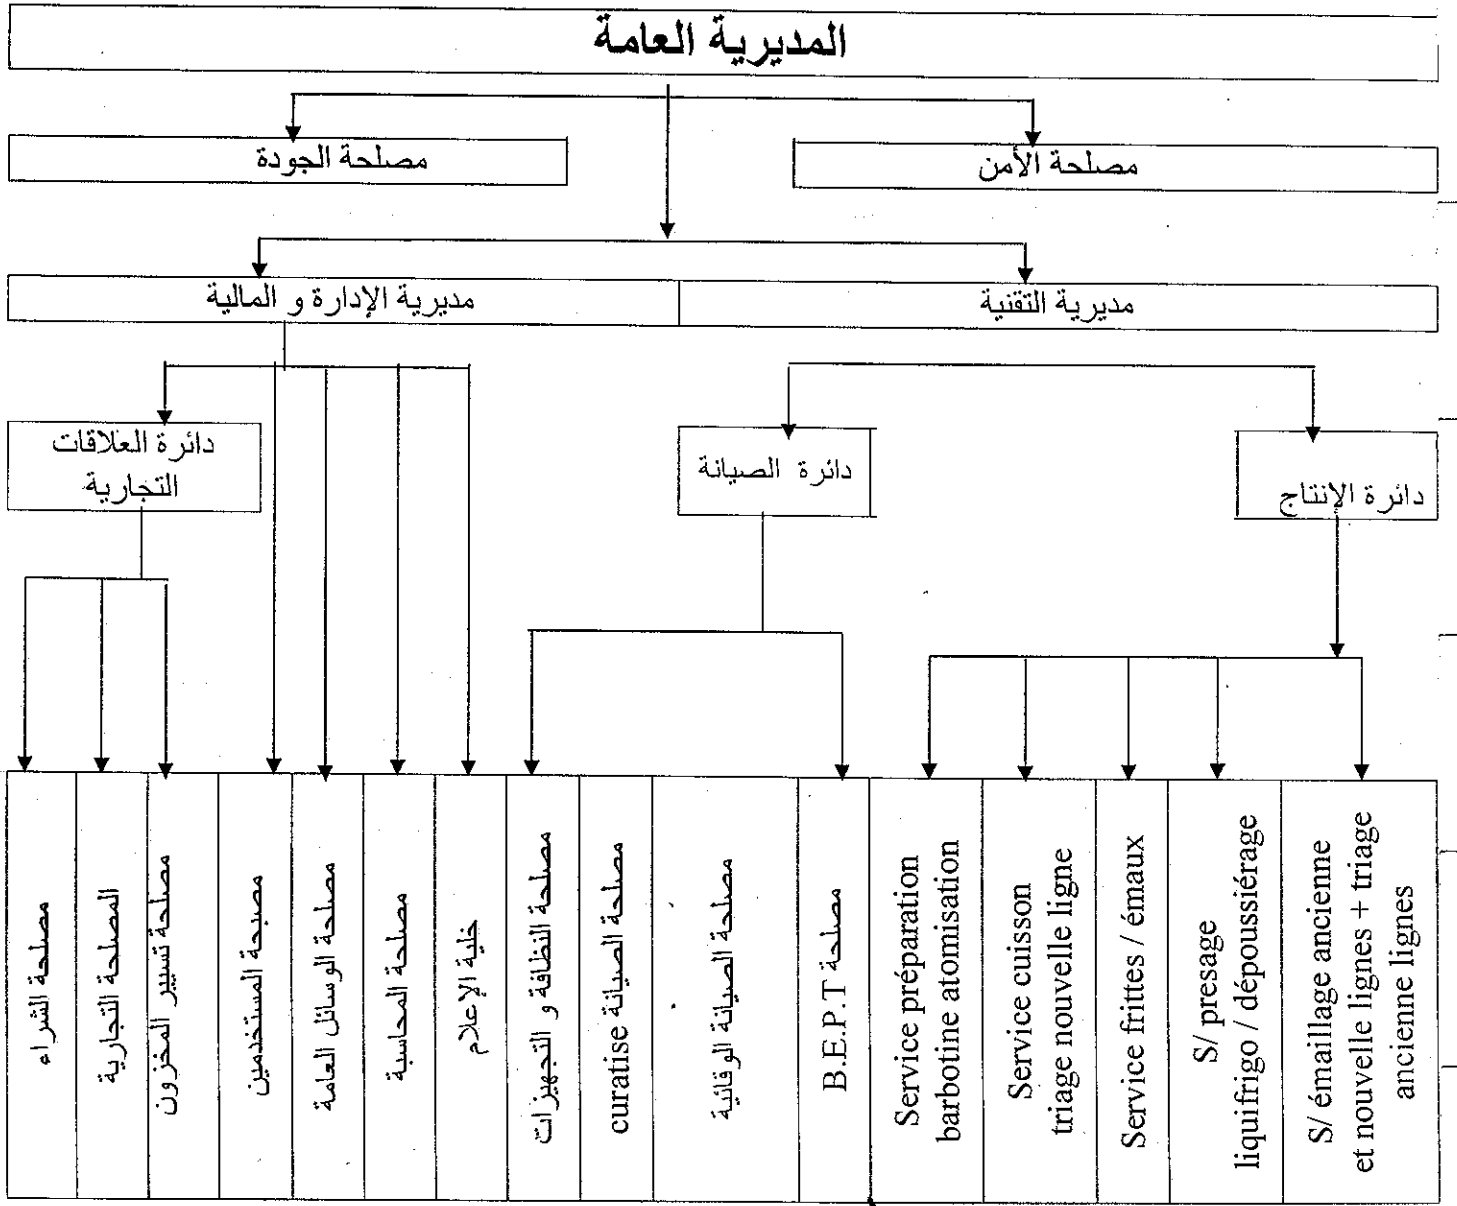 المديرية العامة
مصلحة الأمن
مصلحة الجودة
مديرية التقنية
مديرية الإدارة و المالية
دائرة الإنتاج
دائرة الصيانة
دائرة العلاقات
التجارية
S/ émaillage ancienne
et nouvelle lignes + triage
ancienne lignes
S/ presage
liquifrigo / dépoussiérage
Service frittes / émaux
Service cuisson
triage nouvelle ligne
Service préparation
barbotine atomisation
مصلحة B.E.P.T
مصلحة الصيانة الوقائية
مصلحة الصيانة curatise
مصلحة النظافة و التجهيزات
خلية الإعلام
مصلحة المحاسبة
مصلحة الوسائل العامة
مصبحة المستخدمين
مصلحة تسيير المخزون
المصلحة التجارية
مصلحة الشراء